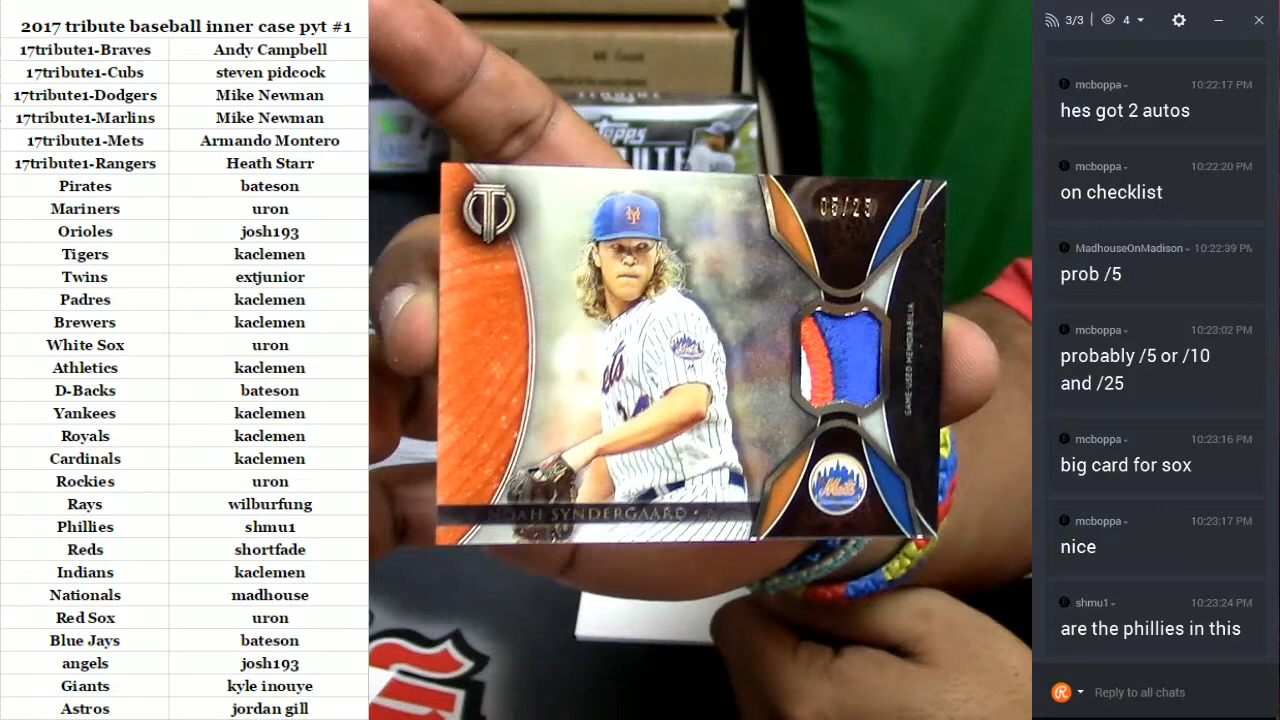 2017 tribute baseball inner case pyt #1
17tribute1-Braves Andy Campbell
17tribute1-Cubs steven pidcock
17tribute1-Dodgers Mike Newman
17tribute1-Marlins Mike Newman
17tribute1-Mets Armando Montero
17tribute1-Rangers Heath Starr
Pirates bateson
Mariners uron
Orioles josh193
Tigers kaclemen
Twins extjunior
Padres kaclemen
Brewers kaclemen
White Sox uron
Athletics kaclemen
D-Backs bateson
Yankees kaclemen
Royals kaclemen
Cardinals kaclemen
Rockies uron
Rays wilburfung
Phillies shmu1
Reds shortfade
Indians kaclemen
Nationals madhouse
Red Sox uron
Blue Jays bateson
angels josh193
Giants kyle inouye
Astros jordan gill
TOPPS
05/25
GAME-USED MEMORABILIA
Mets
NOAH SYNDERGAARD
3/3 4
mcboppa 10:22:17 PM
hes got 2 autos
mcboppa 10:22:20 PM
on checklist
MadhouseOnMadison 10:22:39 PM
prob /5
mcboppa 10:23:02 PM
probably /5 or /10
and /25
mcboppa 10:23:16 PM
big card for sox
mcboppa 10:23:17 PM
nice
shmu1 10:23:24 PM
are the phillies in this
Reply to all chats